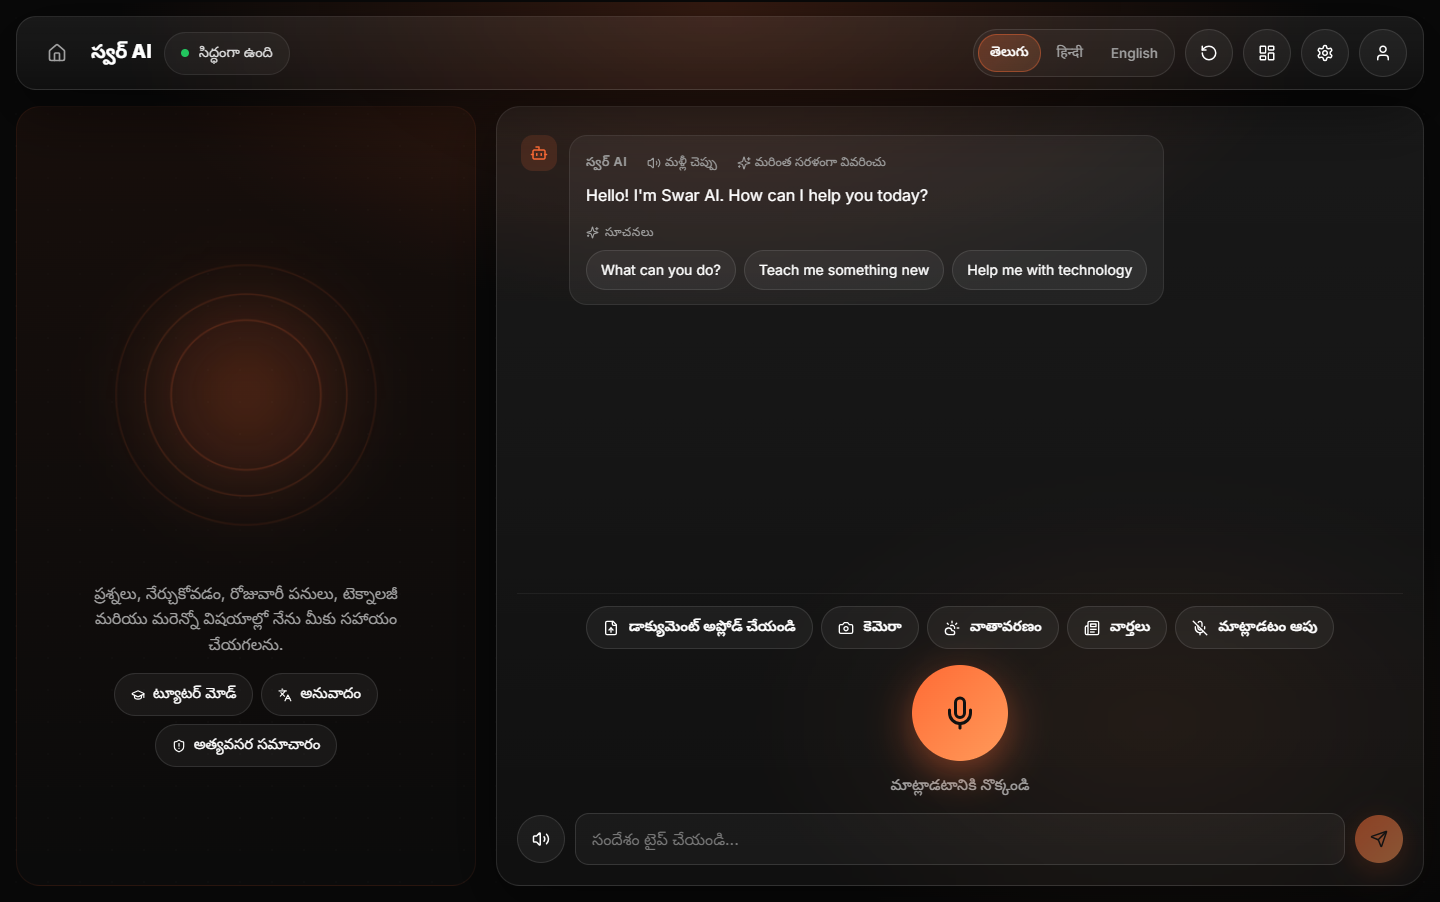 స్వర్ AI
సిద్ధంగా ఉంది
తెలుగు
हिन्दी
English
స్వర్ AI
మళ్లీ చెప్పు
మరింత సరళంగా వివరించు
Hello! I'm Swar AI. How can I help you today?
సూచనలు
What can you do?
Teach me something new
Help me with technology
ప్రశ్నలు, నేర్చుకోవడం, రోజువారీ పనులు, టెక్నాలజీ
మరియు మరెన్నో విషయాల్లో నేను మీకు సహాయం
చేయగలను.
ట్యూటర్ మోడ్
అనువాదం
అత్యవసర సమాచారం
డాక్యుమెంట్ అప్లోడ్ చేయండి
కెమెరా
వాతావరణం
వార్తలు
మాట్లాడటం ఆపు
మాట్లాడటానికి నొక్కండి
సందేశం టైప్ చేయండి...